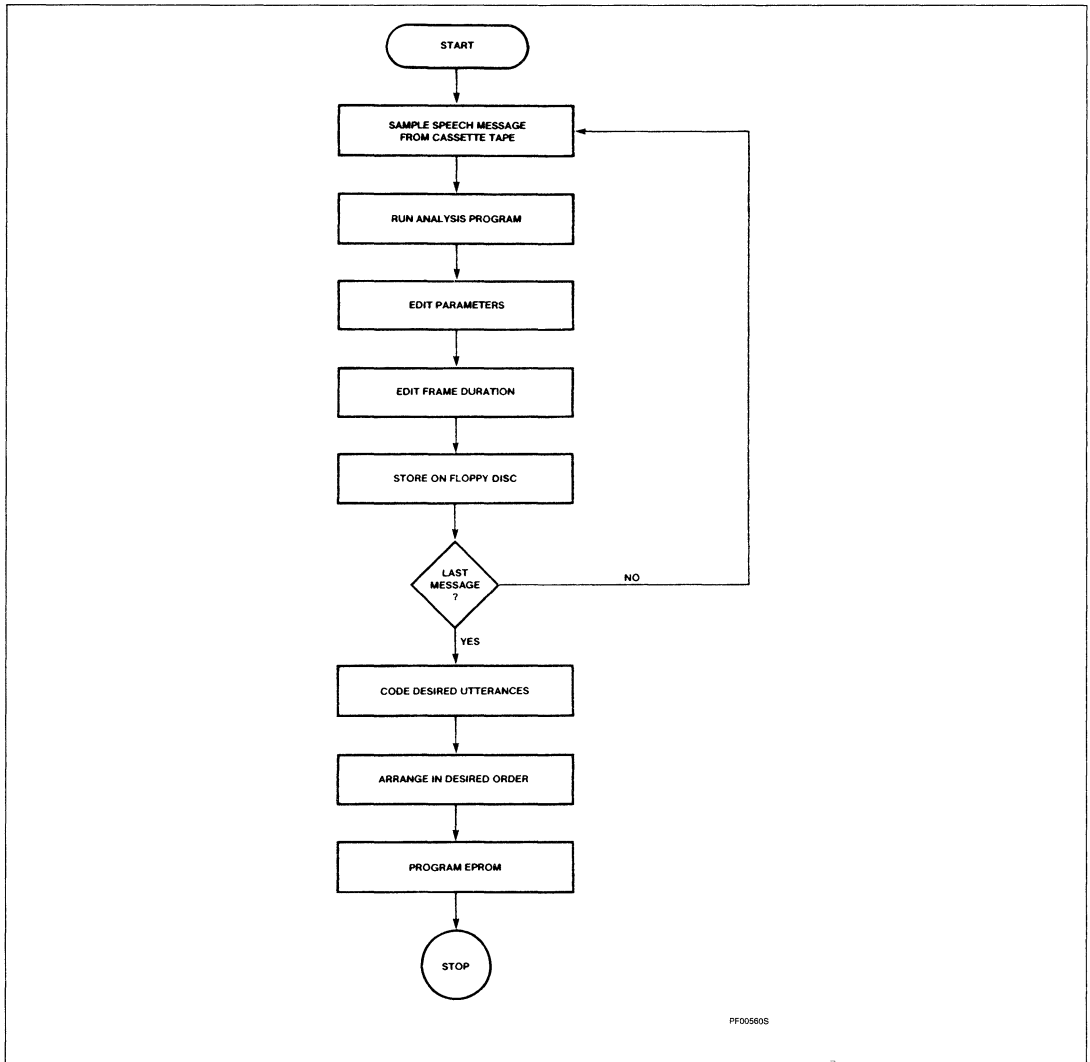 START
SAMPLE SPEECH MESSAGE
FROM CASSETTE TAPE
RUN ANALYSIS PROGRAM
EDIT PARAMETERS
EDIT FRAME DURATION
STORE ON FLOPPY DISC
LAST
MESSAGE
?
NO
YES
CODE DESIRED UTTERANCES
ARRANGE IN DESIRED ORDER
PROGRAM EPROM
STOP
PF00560S